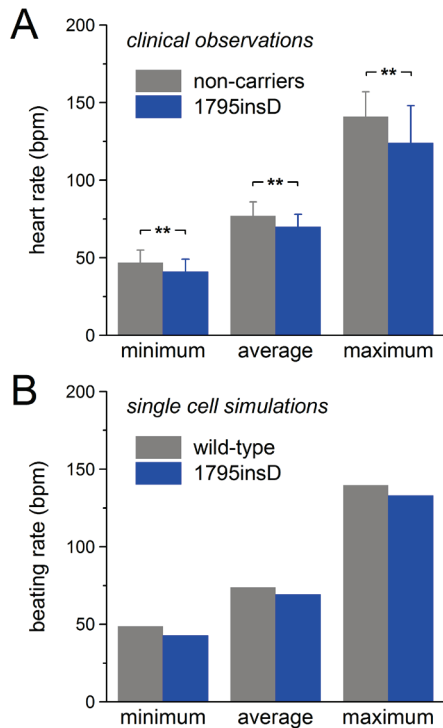 A
clinical observations
non-carriers
1795insD
heart rate (bpm)
200
150
100
50
0
**
**
**
minimum average maximum
B
single cell simulations
wild-type
1795insD
beating rate (bpm)
200
150
100
50
0
minimum average maximum